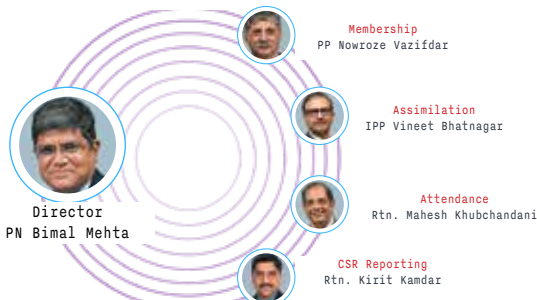 Membership
PP Nowroze Vazifdar
Assimilation
IPP Vineet Bhatnagar
Director
PN Bimal Mehta
Attendance
Rtn. Mahesh Khubchandani
CSR Reporting
Rtn. Kirit Kamdar